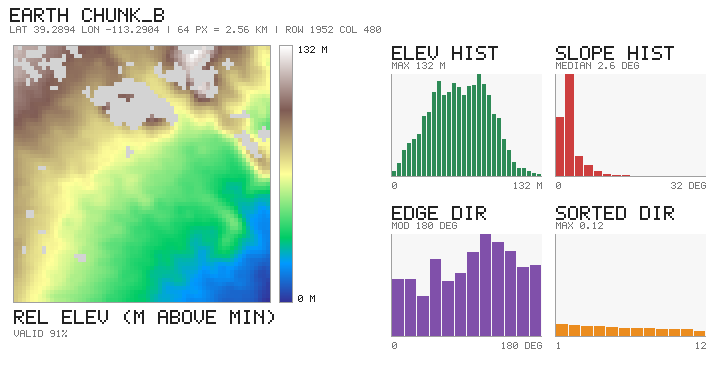 EARTH CHUNK_B
LAT 39.2894 LON -113.2904 | 64 PX = 2.56 KM | ROW 1952 COL 480
132 M
0 M
REL ELEV (M ABOVE MIN)
VALID 91%
ELEV HIST
MAX 132 M
0 132 M
SLOPE HIST
MEDIAN 2.6 DEG
0 32 DEG
EDGE DIR
MOD 180 DEG
0 180 DEG
SORTED DIR
MAX 0.12
1 12